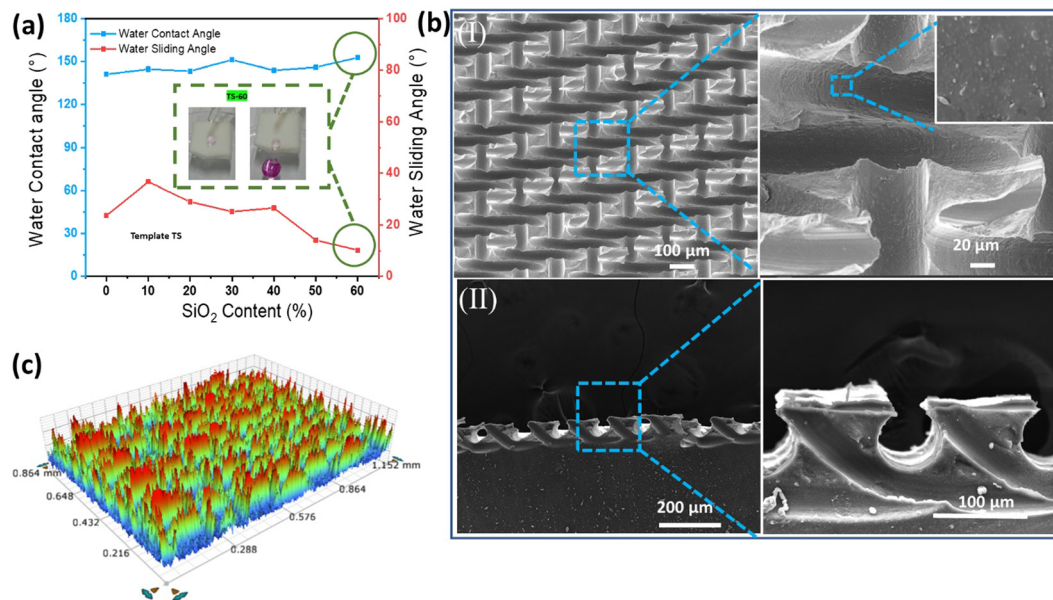 (a)
180
150
120
90
60
30
0
Water Contact angle (°)
Water Contact Angle
Water Sliding Angle
TS-60
Template TS
0 10 20 30 40 50 60
SiO₂ Content (%)
100
80
60
40
20
0
Water Sliding Angle (°)
(b)
(I)
100 μm
20 μm
(II)
200 μm
100 μm
(c)
0.864 mm
0.648
0.432
0.216
1.152 mm
0.864
0.576
0.288